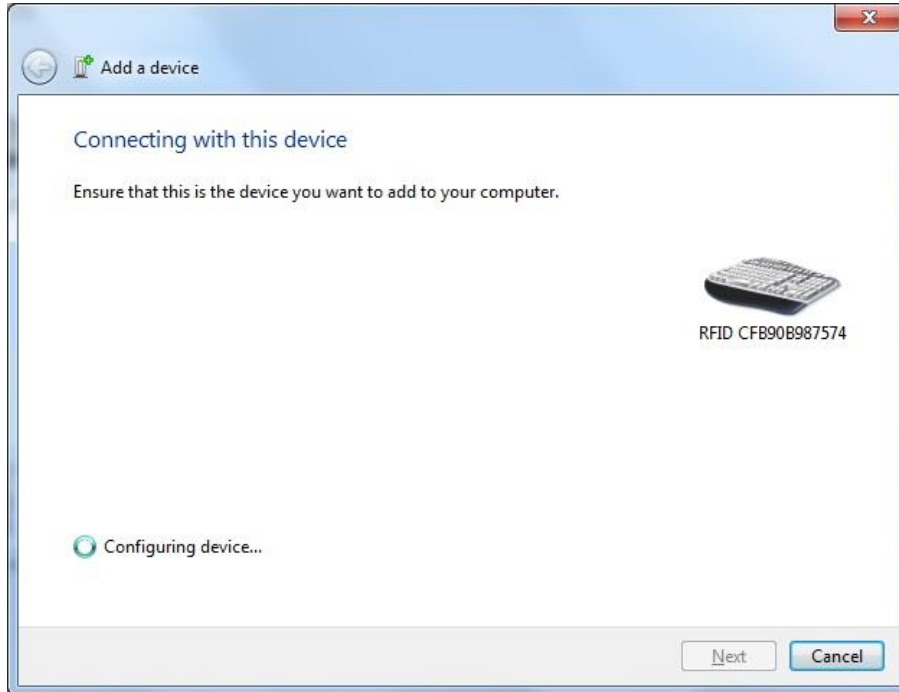 Add a device
Connecting with this device
Ensure that this is the device you want to add to your computer.
RFID CFB90B987574
Configuring device...
Next
Cancel